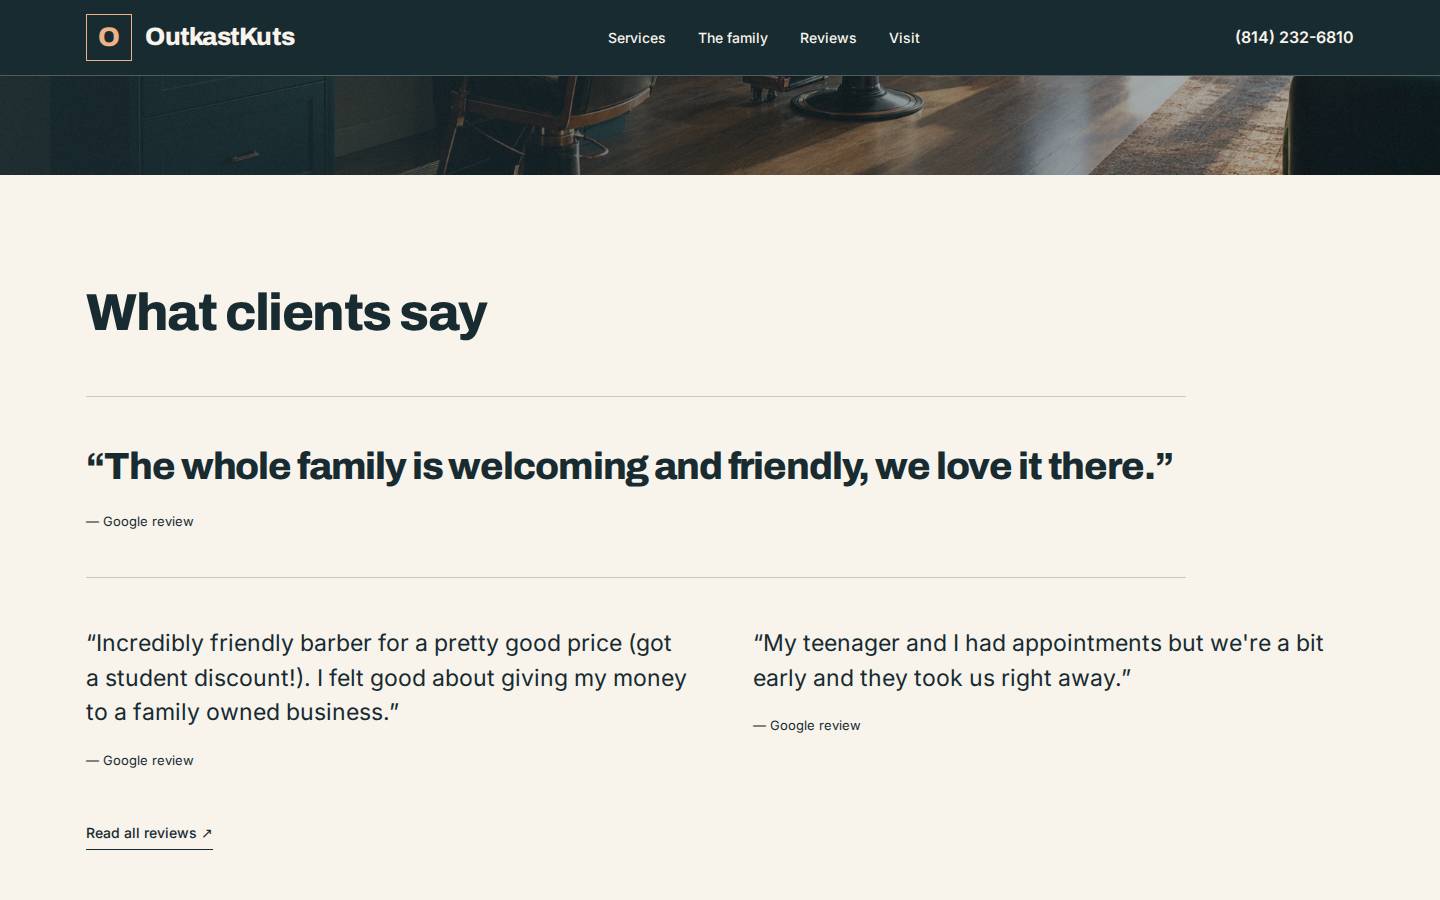 O OutkastKuts Services The family Reviews Visit (814) 232-6810
What clients say
“The whole family is welcoming and friendly, we love it there.”
— Google review
“Incredibly friendly barber for a pretty good price (got
a student discount!). I felt good about giving my money
to a family owned business.”
— Google review
“My teenager and I had appointments but we're a bit
early and they took us right away.”
— Google review
Read all reviews ↗